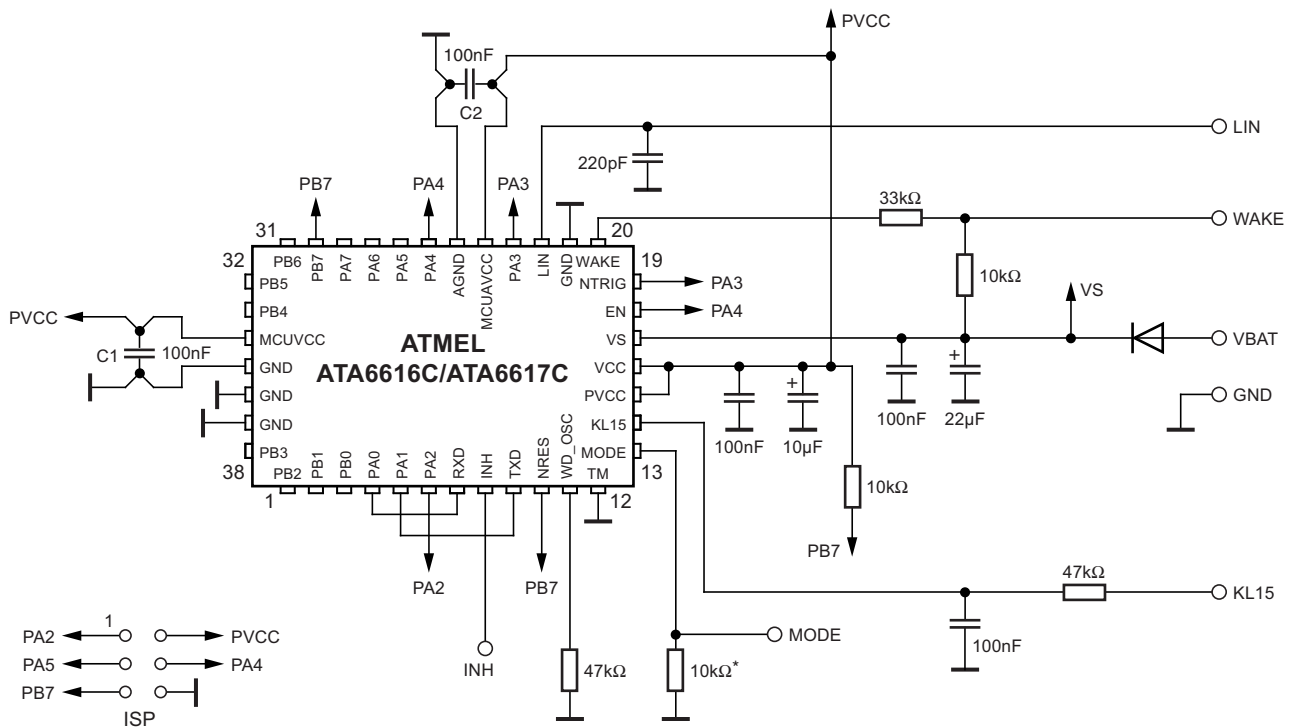 PVCC
100nF
C2
LIN
220pF
PB7
PA4
PA3
33kΩ
WAKE
31
20
32
19
PB6
PB7
PA7
PA6
PA5
PA4
AGND
MCUAVCC
PA3
LIN
GND
WAKE
PB5
NTRIG
PA3
10kΩ
PB4
EN
PA4
VS
PVCC
MCUVCC
VS
VBAT
C1
100nF
ATMEL
ATA6616C/ATA6617C
GND
VCC
GND
PVCC
+
+
GND
100nF
22µF
GND
KL15
100nF
10µF
PB3
MODE
38
13
PB2
PB1
PB0
PA0
PA1
PA2
RXD
INH
TXD
NRES
WD_OSC
TM
1
12
10kΩ
PB7
PA2
PB7
47kΩ
KL15
1
PA2
PVCC
MODE
100nF
PA5
PA4
INH
47kΩ
10kΩ*
PB7
ISP